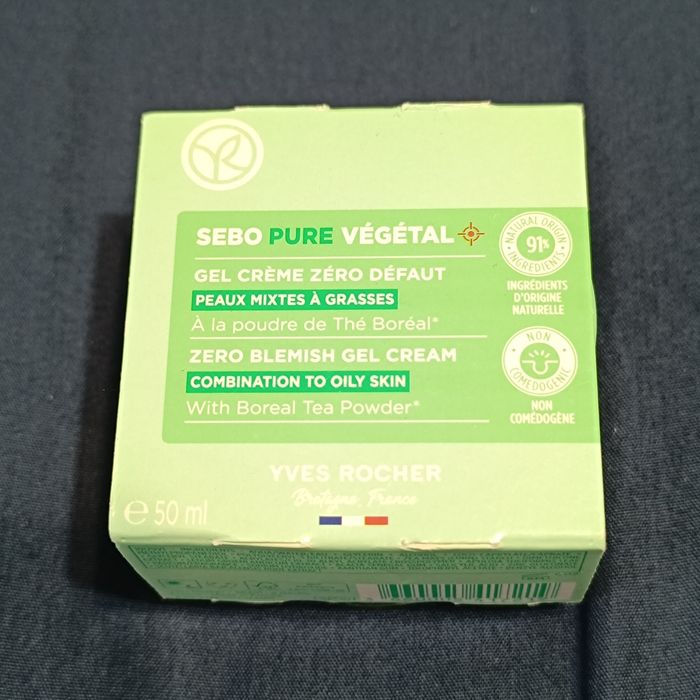 SEBO PURE VÉGÉTAL
GEL CRÈME ZÉRO DÉFAUT
PEAUX MIXTES À GRASSES
À la poudre de Thé Boréal*
ZERO BLEMISH GEL CREAM
COMBINATION TO OILY SKIN
With Boreal Tea Powder*
NATURAL ORIGIN
91%
INGREDIENTS
INGRÉDIENTS
D'ORIGINE
NATURELLE
NON
COMEDOGENIC
NON
COMÉDOGÈNE
YVES ROCHER
Bretagne, France
℮ 50 ml